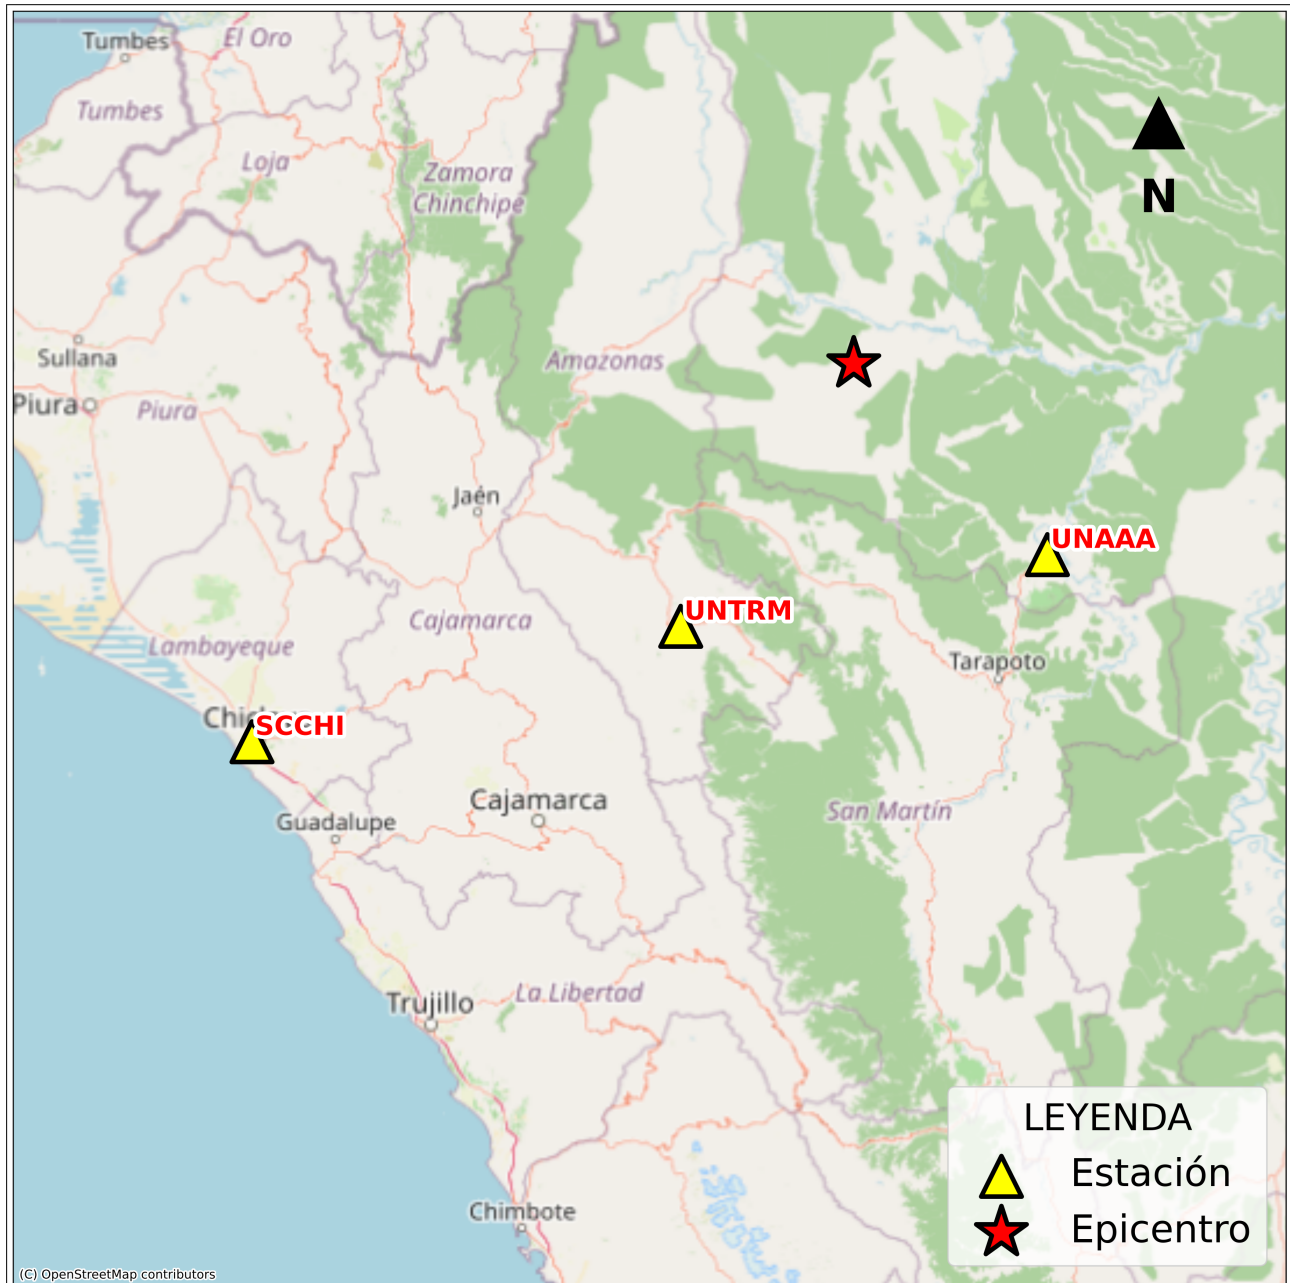 Tumbes
El Oro
Tumbes
Loja
Zamora
Chinchipe
N
Sullana
Amazonas
Piura
Piura
Jaén
UNAAA
UNTRM
Cajamarca
Lambayeque
Tarapoto
SCCHI
Cajamarca
San Martín
Guadalupe
La Libertad
Trujillo
LEYENDA
Estación
Epicentro
Chimbote
(C) OpenStreetMap contributors